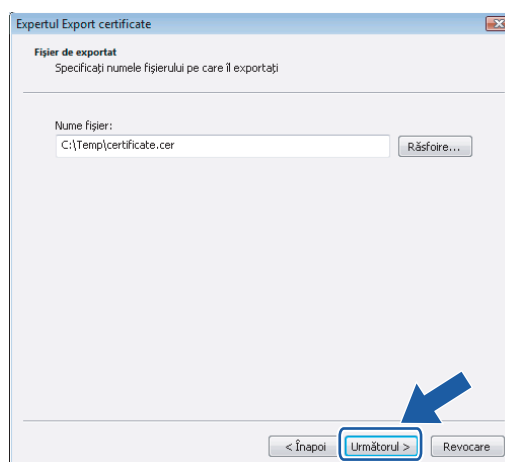 Expertul Export certificate
Fișier de exportat
Specificați numele fișierului pe care îl exportați
Nume fișier:
C:\Temp\certificate.cer
Răsfoire...
< Înapoi
Următorul >
Revocare